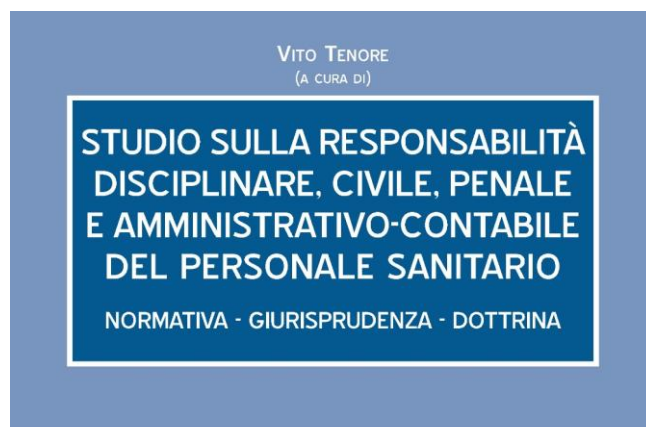 VITO TENORE
(A CURA DI)
STUDIO SULLA RESPONSABILITÀ
DISCIPLINARE, CIVILE, PENALE
E AMMINISTRATIVO-CONTABILE
DEL PERSONALE SANITARIO
NORMATIVA - GIURISPRUDENZA - DOTTRINA